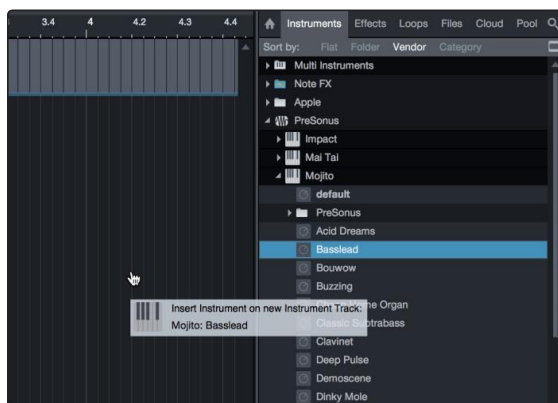 3.4 4 4.2 4.3 4.4
Instruments Effects Loops Files Cloud Pool
Sort by: Flat Folder Vendor Category
Multi Instruments
Note FX
Apple
PreSonus
Impact
Mai Tai
Mojito
default
PreSonus
Acid Dreams
Basslead
Bouwow
Buzzing
Insert Instrument on new Instrument Track:
Organ
Mojito: Basslead
Classic Subtrabass
Clavinet
Deep Pulse
Demoscene
Dinky Mole